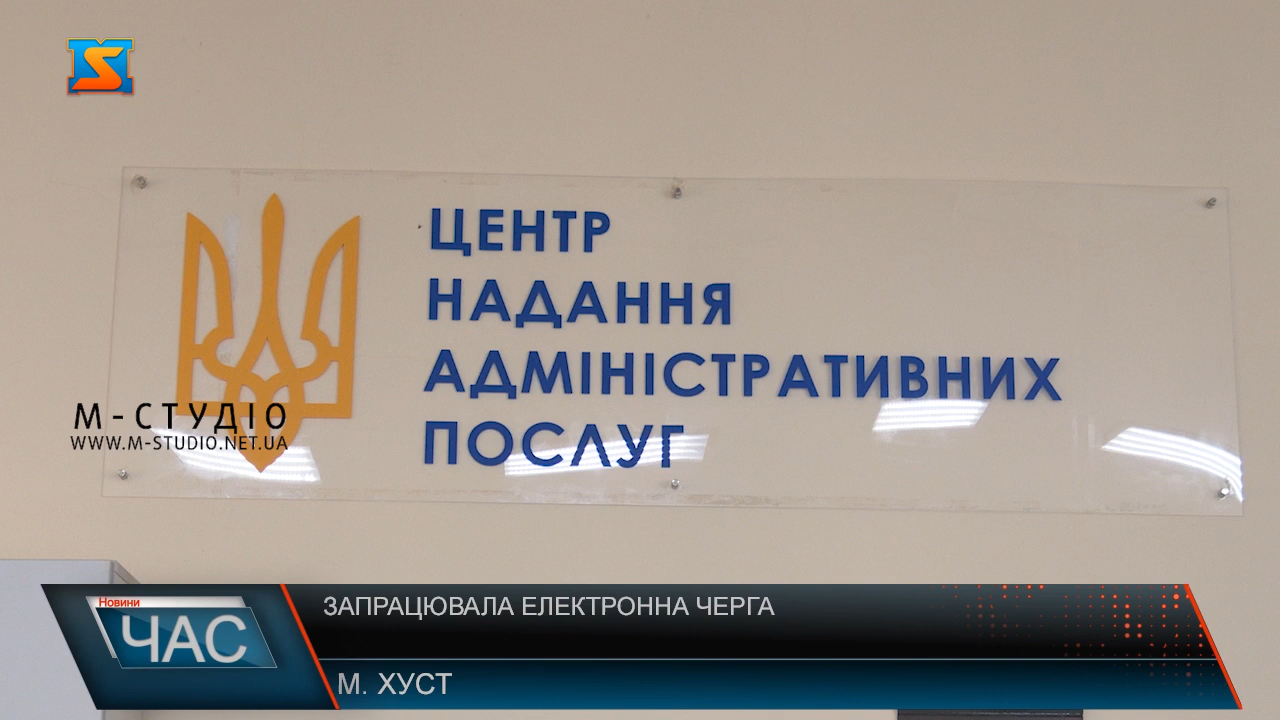 ЦЕНТР
НАДАННЯ
АДМІНІСТРАТИВНИХ
ПОСЛУГ
М-СТУДІО
WWW.M-STUDIO.NET.UA
Новини
ЧАС
ЗАПРАЦЮВАЛА ЕЛЕКТРОННА ЧЕРГА
М. ХУСТ